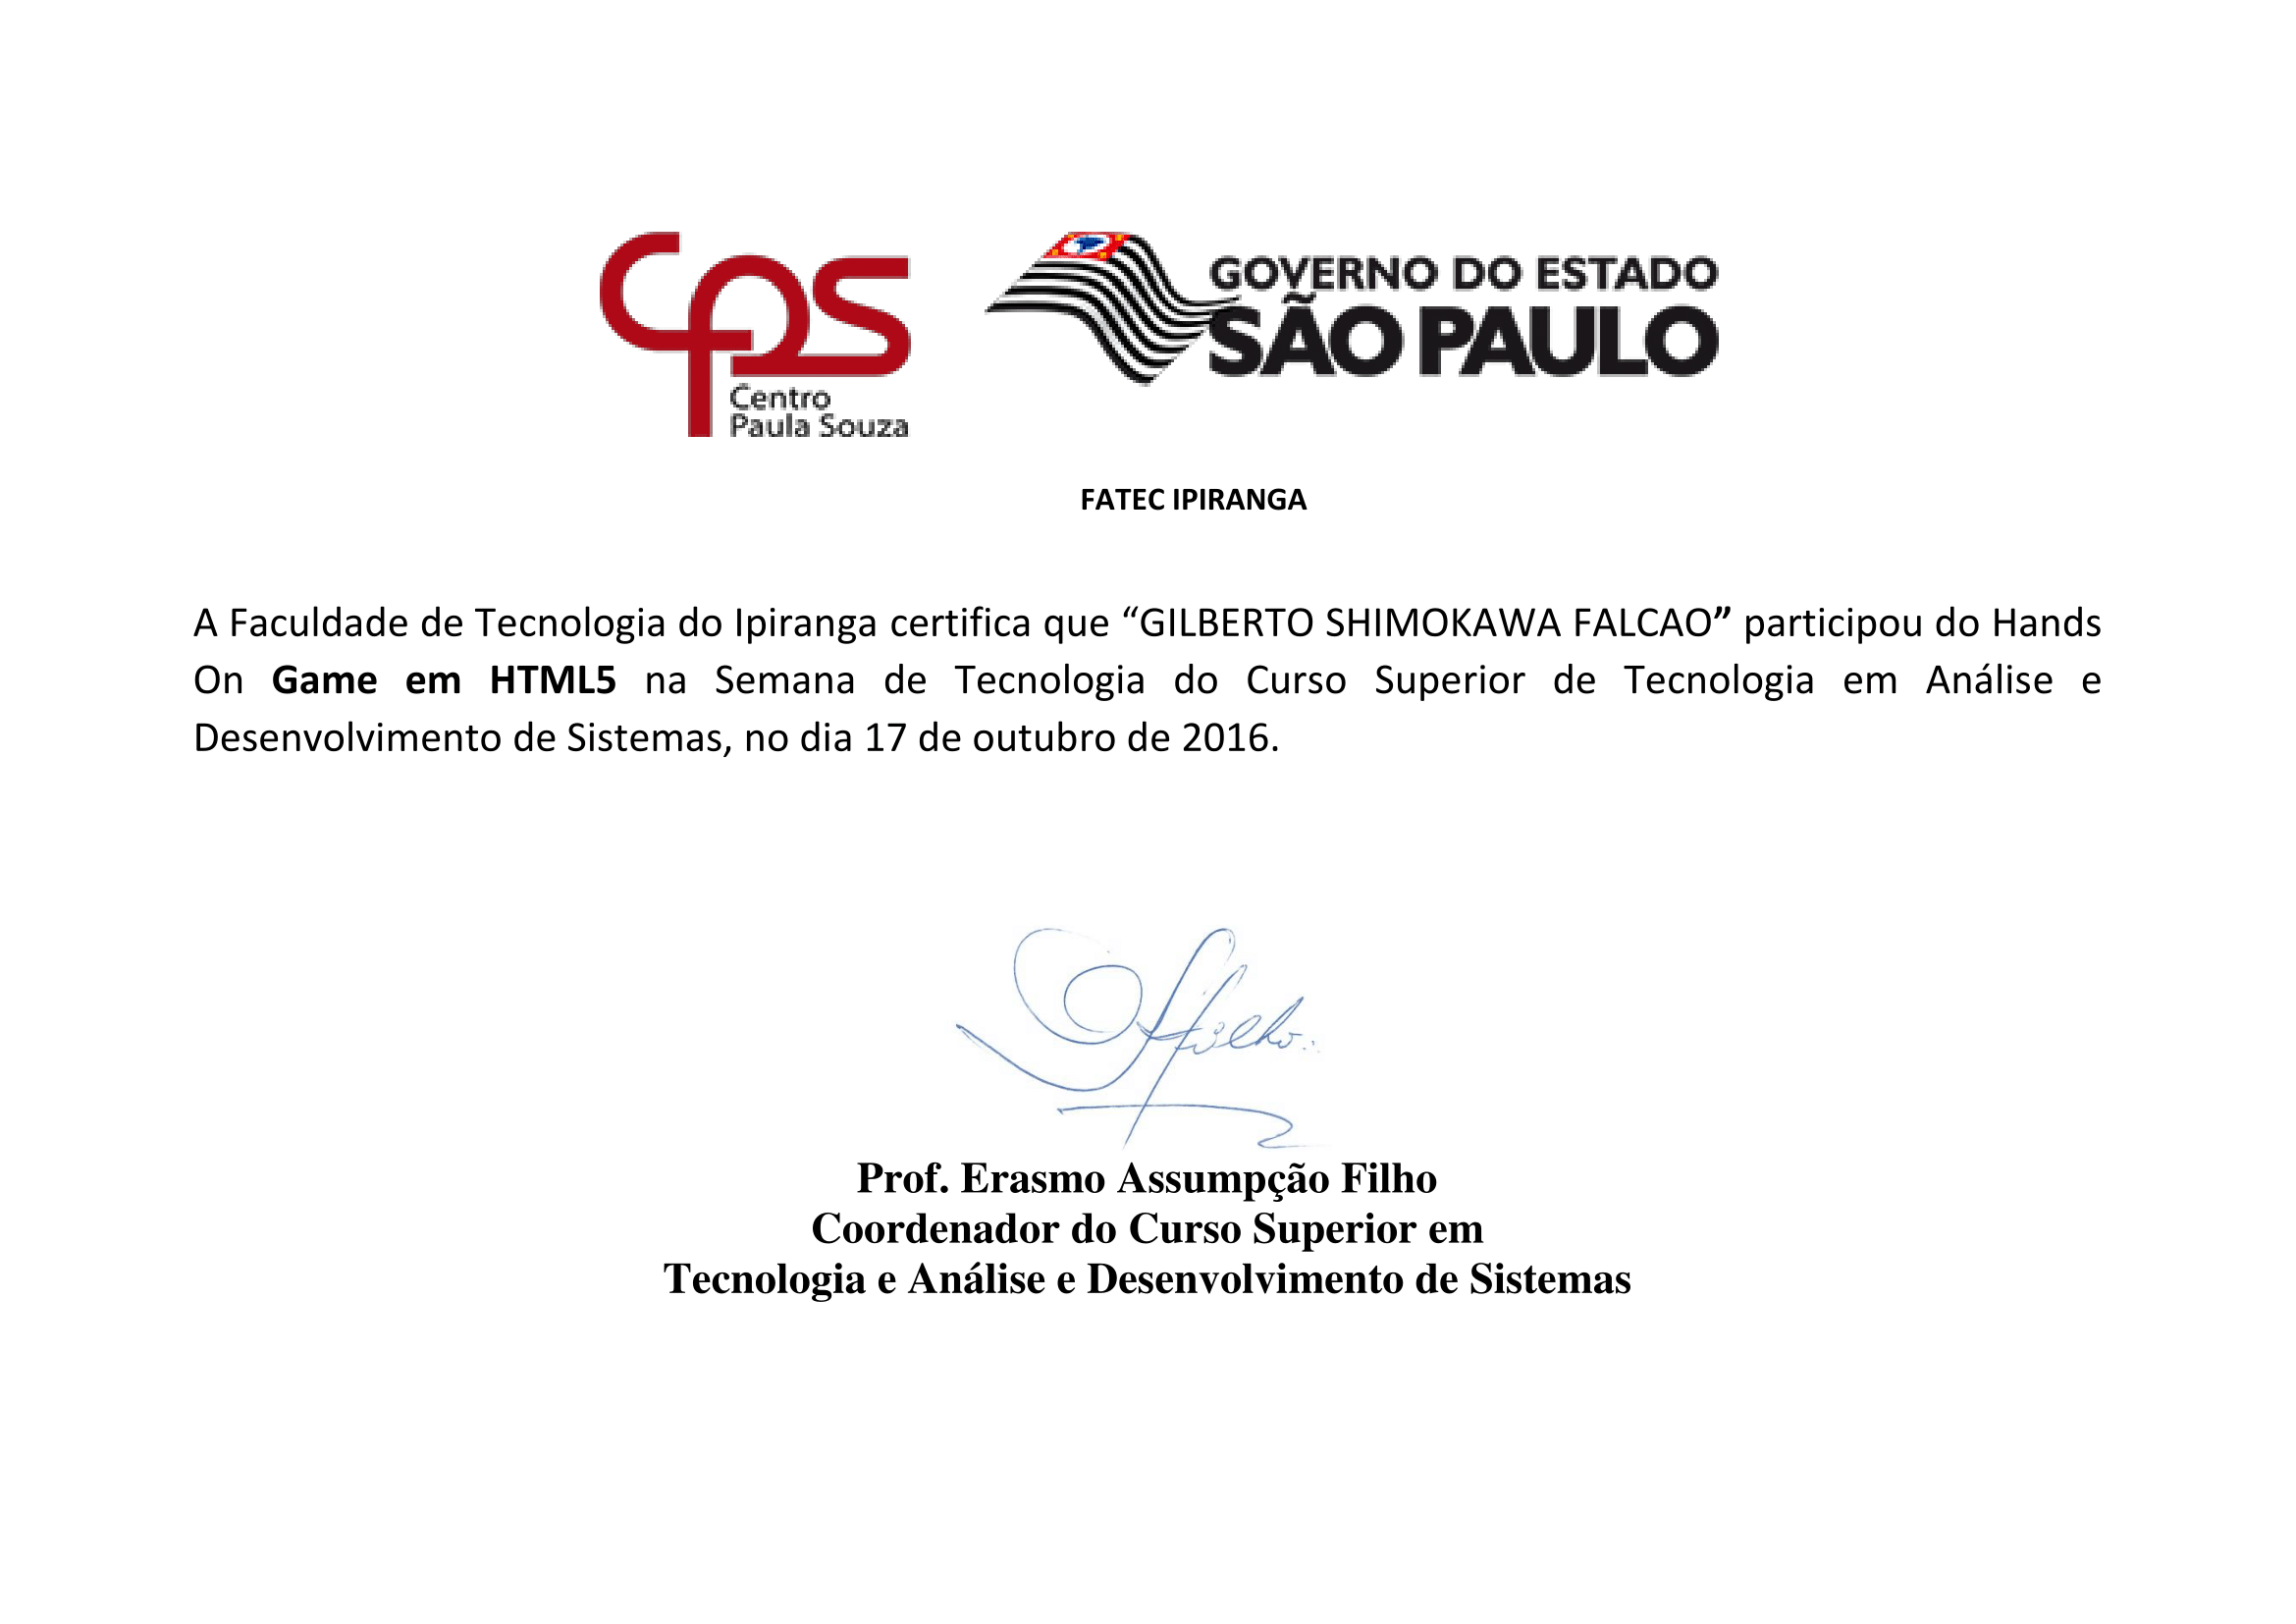 cps
Centro
Paula Souza
GOVERNO DO ESTADO
SÃO PAULO
FATEC IPIRANGA
A Faculdade de Tecnologia do Ipiranga certifica que “GILBERTO SHIMOKAWA FALCAO” participou do Hands
On Game em HTML5 na Semana de Tecnologia do Curso Superior de Tecnologia em Análise e
Desenvolvimento de Sistemas, no dia 17 de outubro de 2016.
Filho
Prof. Erasmo Assumpção Filho
Coordenador do Curso Superior em
Tecnologia e Análise e Desenvolvimento de Sistemas